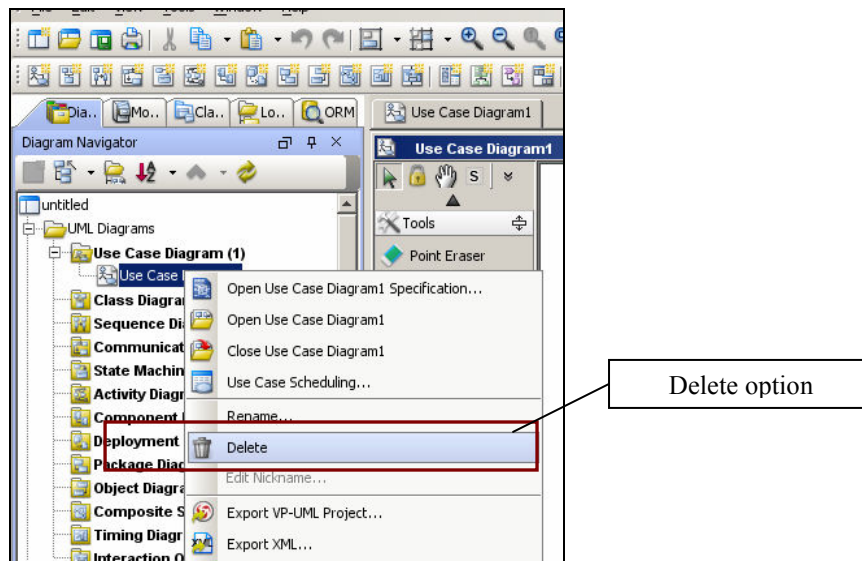 Dia.. Mo.. Cla.. Lo.. ORM
Use Case Diagram1
Diagram Navigator
Use Case Diagram1
S
untitled
Tools
UML Diagrams
Use Case Diagram (1)
Point Eraser
Use Case
Class Diagra
Sequence Di
Communicat
State Machin
Activity Diagr
Component
Deployment
Package Diag
Object Diagra
Composite S
Timing Diagr
Interaction O
Open Use Case Diagram1 Specification...
Open Use Case Diagram1
Close Use Case Diagram1
Use Case Scheduling...
Rename...
Delete
Edit Nickname...
Export VP-UML Project...
Export XML...
Delete option